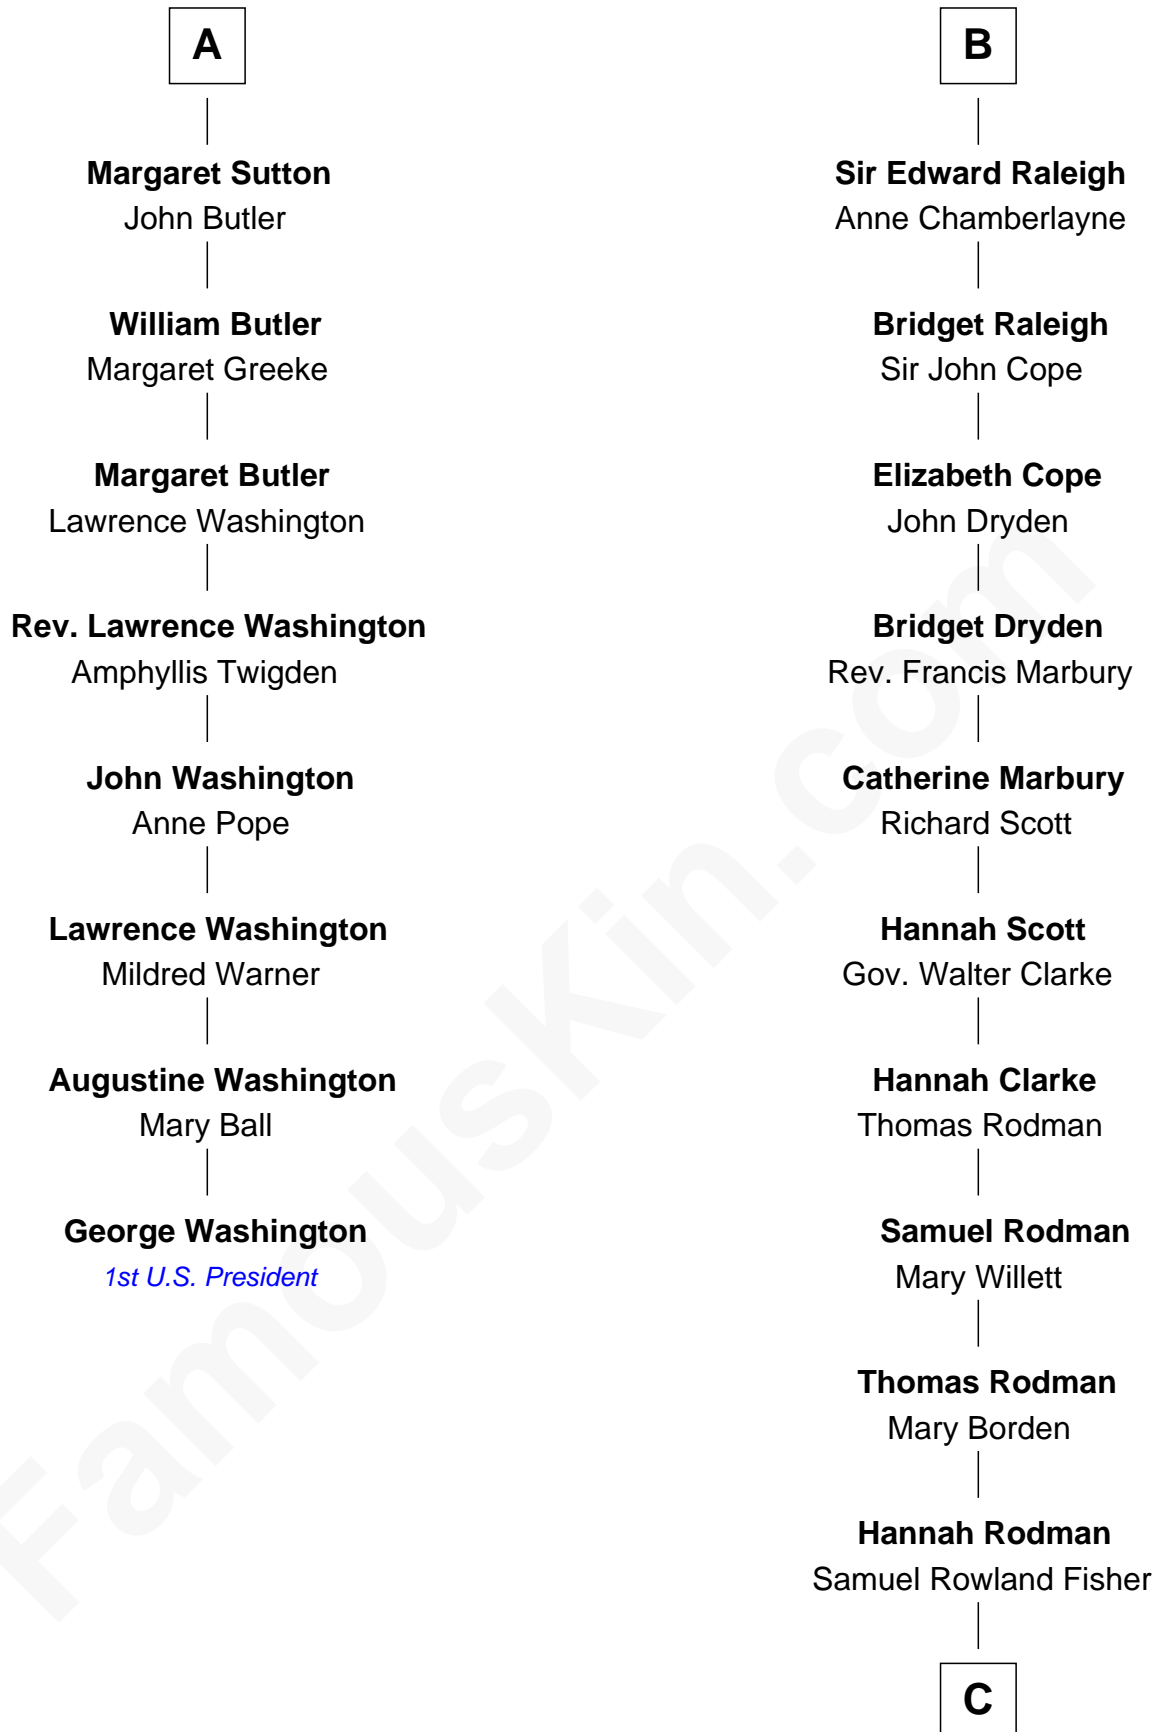 A
Margaret Sutton
John Butler
William Butler
Margaret Greeke
Margaret Butler
Lawrence Washington
Rev. Lawrence Washington
Amphyllis Twigden
John Washington
Anne Pope
Lawrence Washington
Mildred Warner
Augustine Washington
Mary Ball
George Washington
1st U.S. President
B
Sir Edward Raleigh
Anne Chamberlayne
Bridget Raleigh
Sir John Cope
Elizabeth Cope
John Dryden
Bridget Dryden
Rev. Francis Marbury
Catherine Marbury
Richard Scott
Hannah Scott
Gov. Walter Clarke
Hannah Clarke
Thomas Rodman
Samuel Rodman
Mary Willett
Thomas Rodman
Mary Borden
Hannah Rodman
Samuel Rowland Fisher
C
FamousKin.com